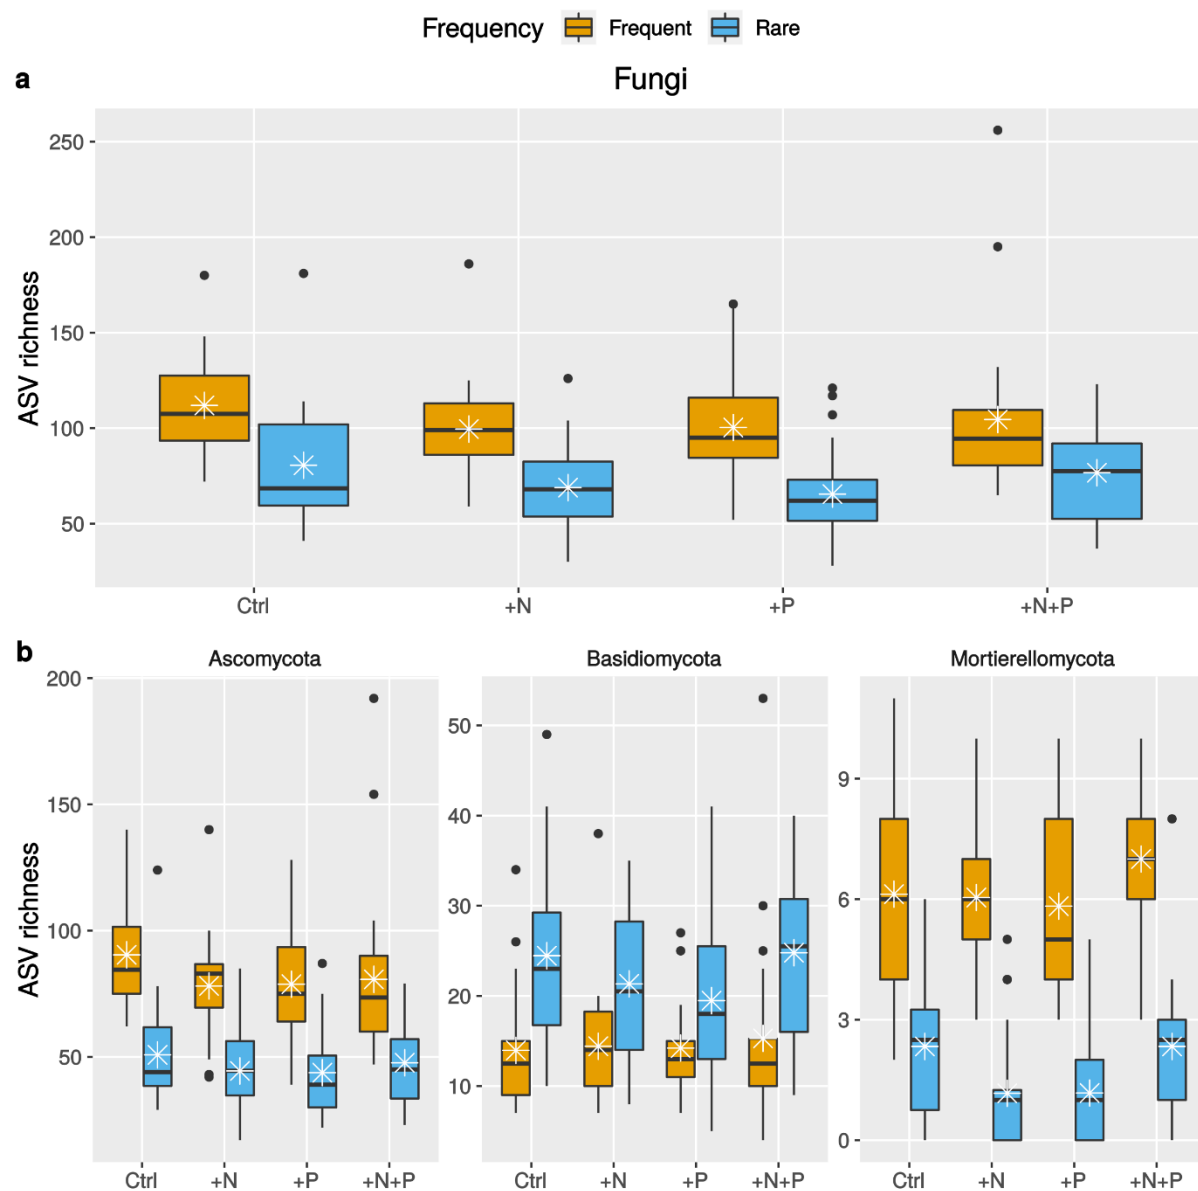 Frequency Frequent Rare
a Fungi
ASV richness
250
200
150
100
50
Ctrl +N +P +N+P
b Ascomycota Basidiomycota Mortierellomycota
ASV richness
200
150
100
50
Ctrl +N +P +N+P
50
40
30
20
10
Ctrl +N +P +N+P
9
6
3
0
Ctrl +N +P +N+P